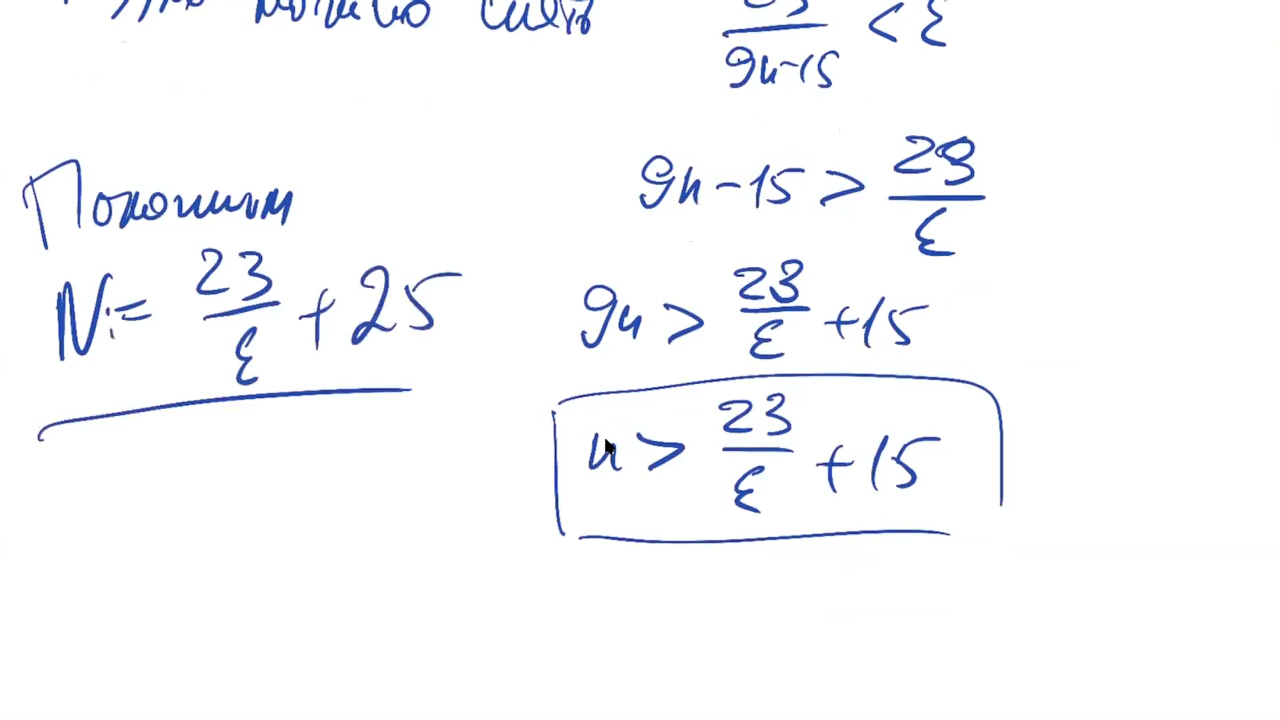 23/(9n-15) < ε
9n - 15 > 23/ε
Положим
N := 23/ε + 25
9n > 23/ε + 15
n > 23/ε + 15